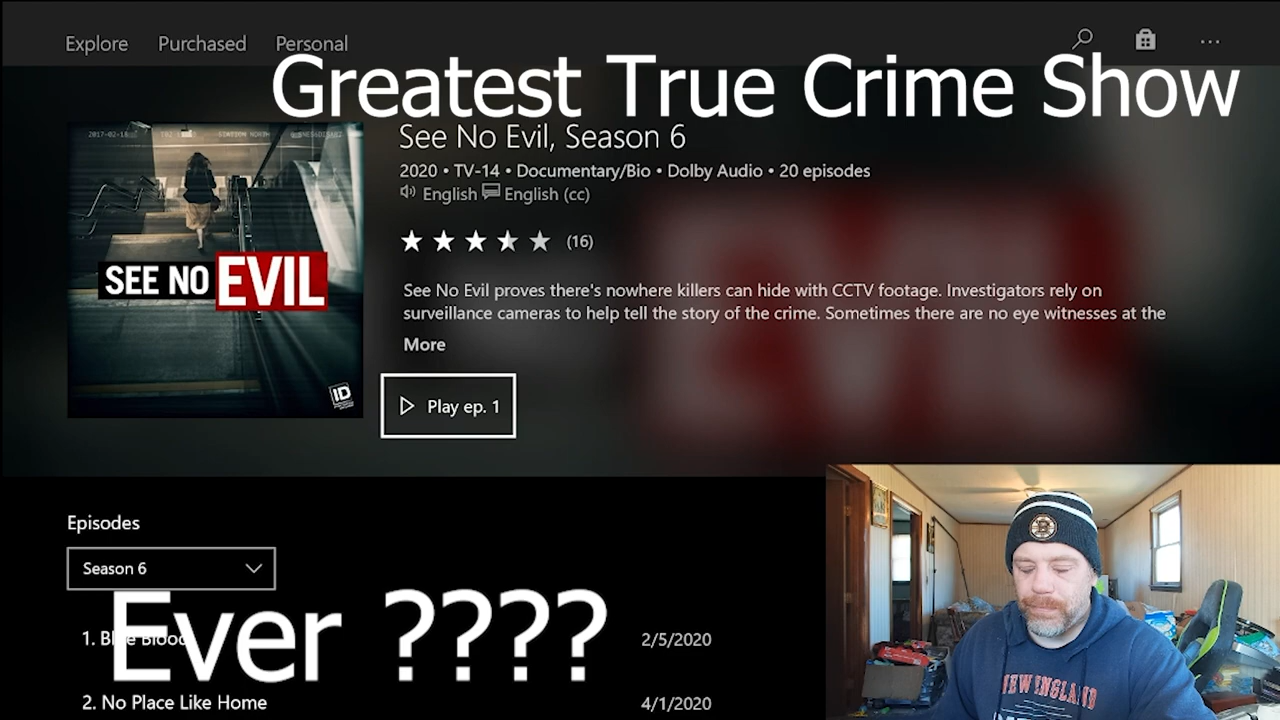 Explore Purchased Personal
Greatest True Crime Show
See No Evil, Season 6
2020 • TV-14 • Documentary/Bio • Dolby Audio • 20 episodes
English English (cc)
(16)
See No Evil proves there's nowhere killers can hide with CCTV footage. Investigators rely on
surveillance cameras to help tell the story of the crime. Sometimes there are no eye witnesses at the
More
Play ep. 1
SEE NO EVIL
ID
Episodes
Season 6
Ever ????
1. Blue Blood 2/5/2020
2. No Place Like Home 4/1/2020
B
NEW ENGLAND